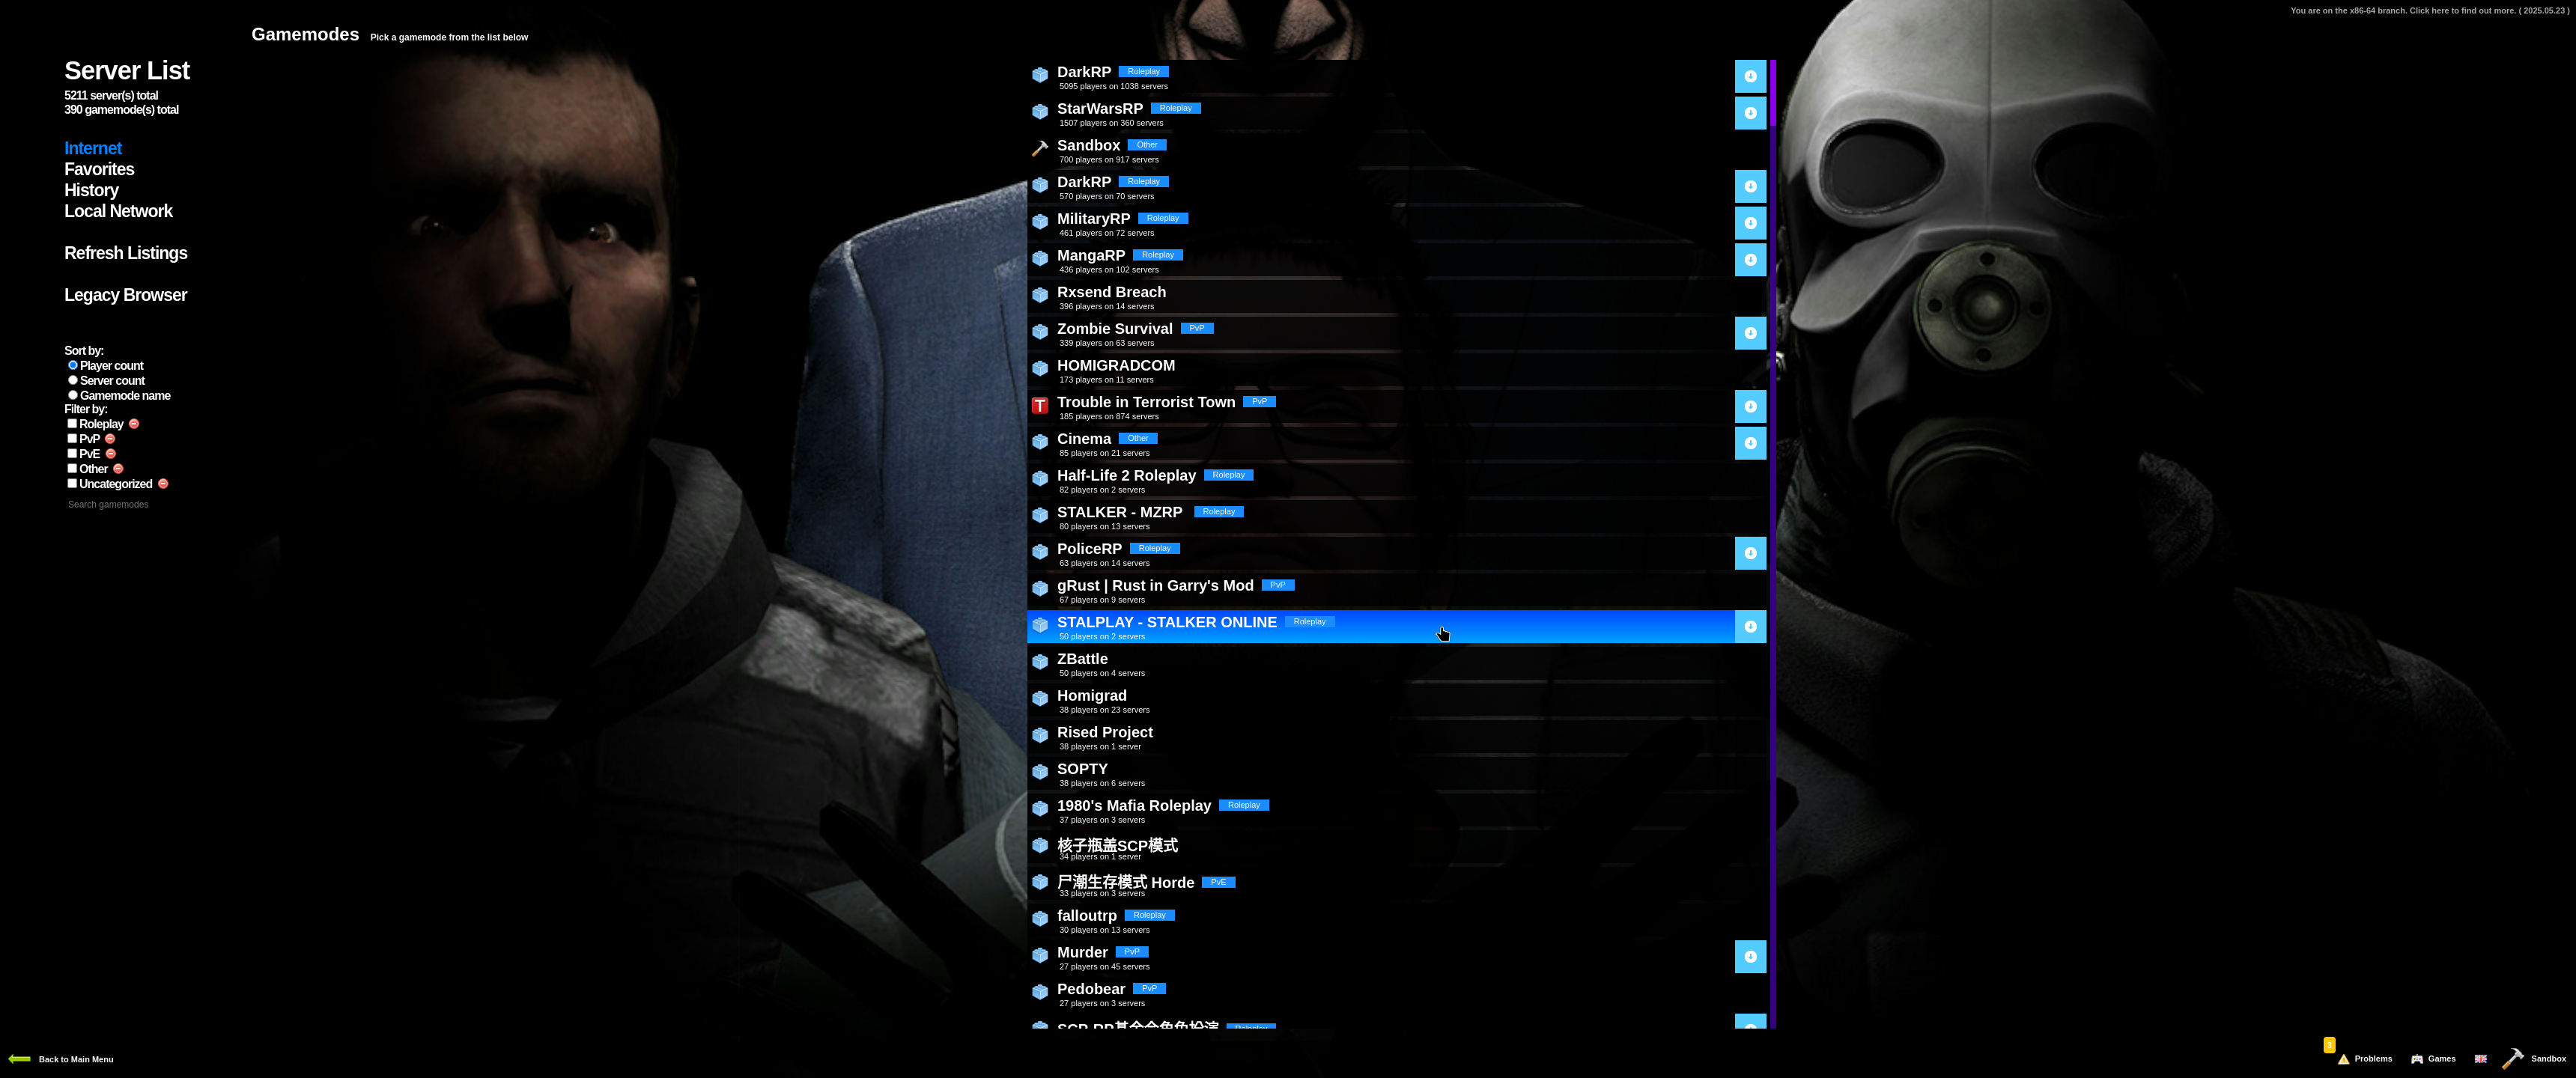 You are on the x86-64 branch. Click here to find out more. ( 2025.05.23 )
Gamemodes Pick a gamemode from the list below
Server List
5211 server(s) total
390 gamemode(s) total
Internet
Favorites
History
Local Network
Refresh Listings
Legacy Browser
Sort by:
Player count
Server count
Gamemode name
Filter by:
Roleplay
PvP
PvE
Other
Uncategorized
Search gamemodes
DarkRP Roleplay
5095 players on 1038 servers
StarWarsRP Roleplay
1507 players on 360 servers
Sandbox Other
700 players on 917 servers
DarkRP Roleplay
570 players on 70 servers
MilitaryRP Roleplay
461 players on 72 servers
MangaRP Roleplay
436 players on 102 servers
Rxsend Breach
396 players on 14 servers
Zombie Survival PvP
339 players on 63 servers
HOMIGRADCOM
173 players on 11 servers
T
Trouble in Terrorist Town PvP
185 players on 874 servers
Cinema Other
85 players on 21 servers
Half-Life 2 Roleplay Roleplay
82 players on 2 servers
STALKER - MZRP Roleplay
80 players on 13 servers
PoliceRP Roleplay
63 players on 14 servers
gRust | Rust in Garry's Mod PvP
67 players on 9 servers
STALPLAY - STALKER ONLINE Roleplay
50 players on 2 servers
ZBattle
50 players on 4 servers
Homigrad
38 players on 23 servers
Rised Project
38 players on 1 server
SOPTY
38 players on 6 servers
1980's Mafia Roleplay Roleplay
37 players on 3 servers
核子瓶盖SCP模式
34 players on 1 server
尸潮生存模式 Horde PvE
33 players on 3 servers
falloutrp Roleplay
30 players on 13 servers
Murder PvP
27 players on 45 servers
Pedobear PvP
27 players on 3 servers
SCP-RP基金会角色扮演 Roleplay
Back to Main Menu
3
Problems
Games
Sandbox